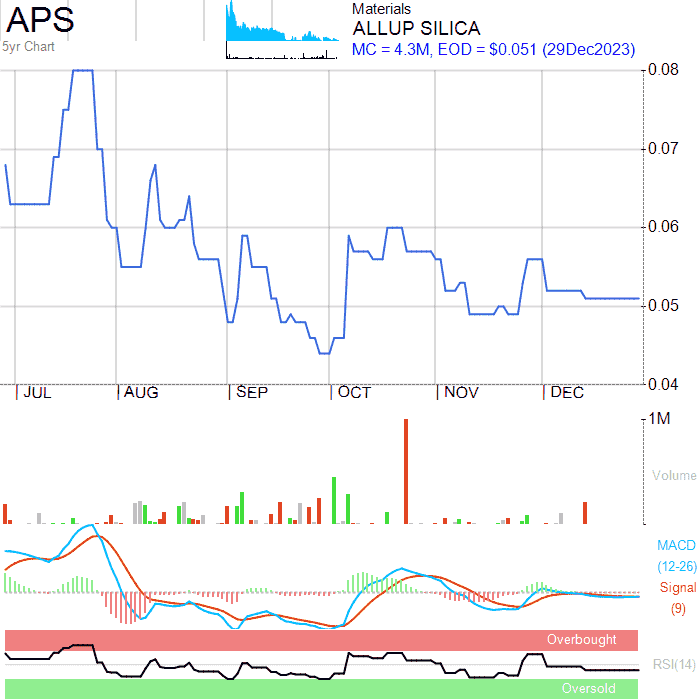 APS
5yr Chart
Materials
ALLUP SILICA
MC = 4.3M, EOD = $0.051 (29Dec2023)
0.08
0.07
0.06
0.05
0.04
JUL AUG SEP OCT NOV DEC
1M
Volume
MACD
(12-26)
Signal
(9)
Overbought
RSI(14)
Oversold